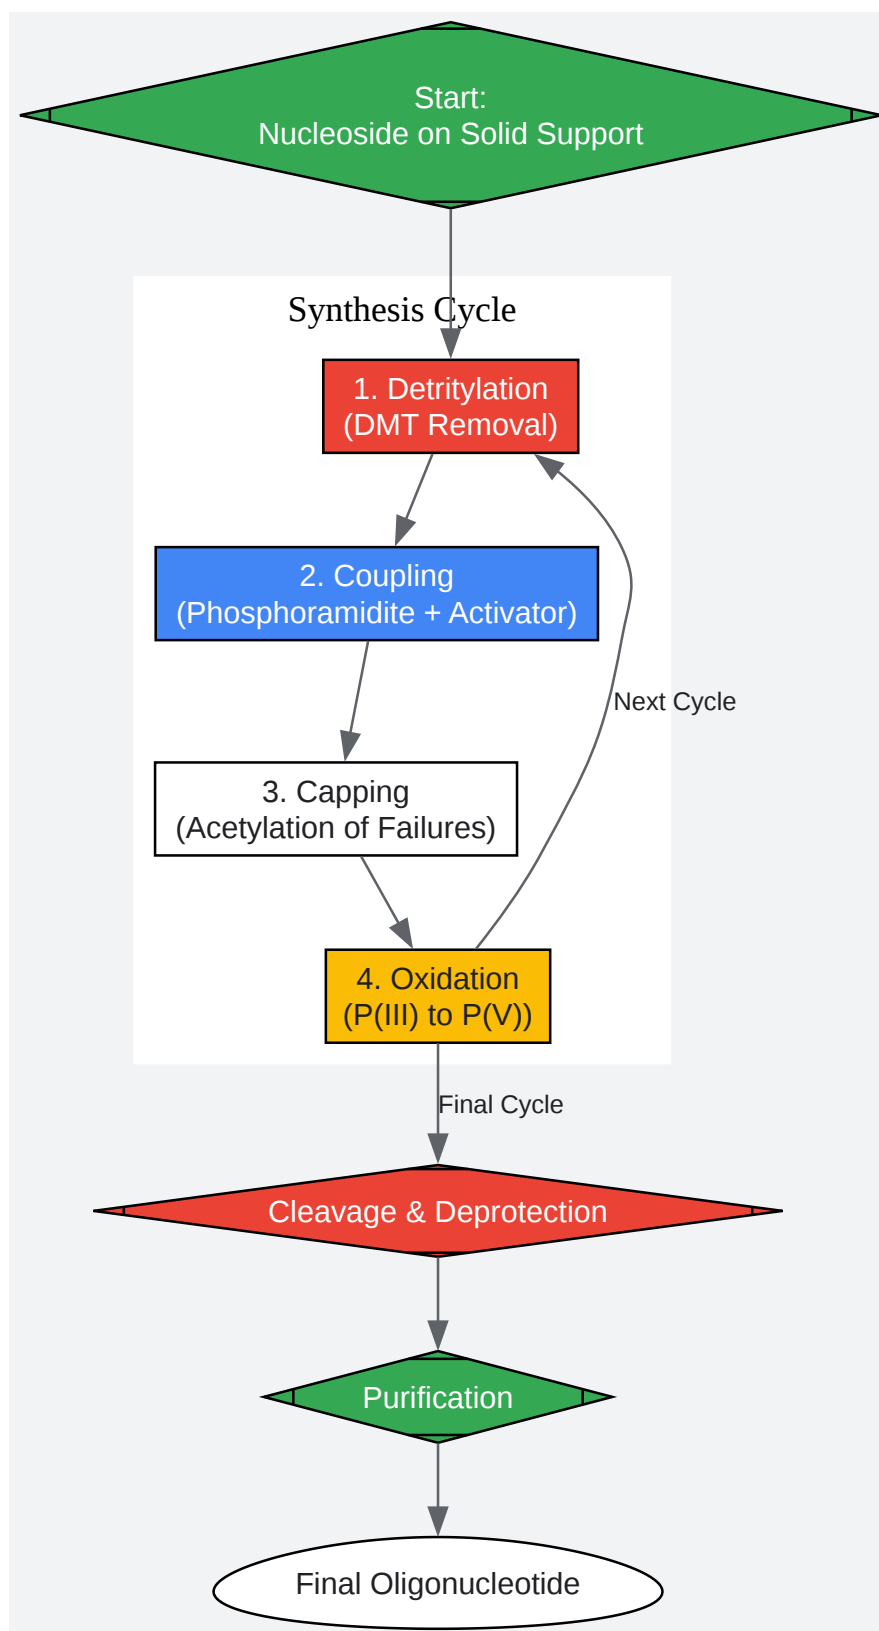 Start:
Nucleoside on Solid Support
Synthesis Cycle
1. Detritylation
(DMT Removal)
2. Coupling
(Phosphoramidite + Activator)
Next Cycle
3. Capping
(Acetylation of Failures)
4. Oxidation
(P(III) to P(V))
Final Cycle
Cleavage & Deprotection
Purification
Final Oligonucleotide